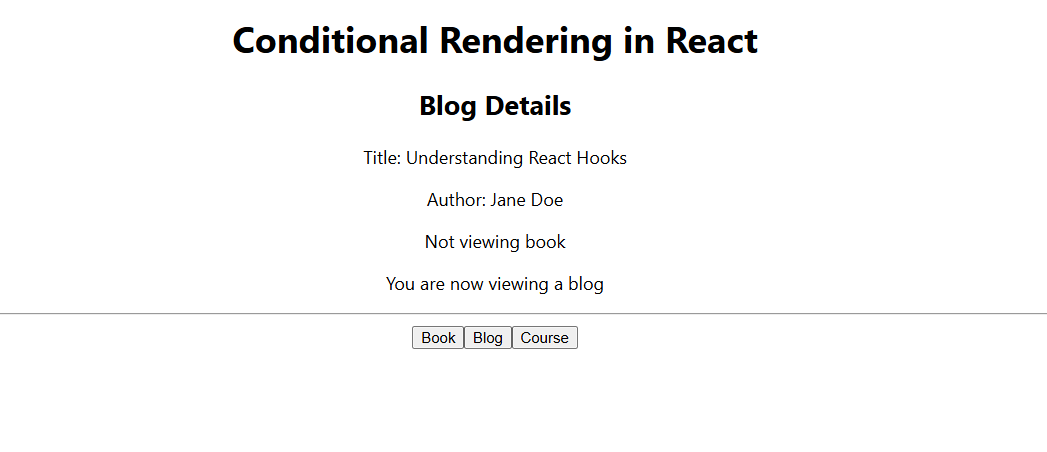 Conditional Rendering in React
Blog Details
Title: Understanding React Hooks
Author: Jane Doe
Not viewing book
You are now viewing a blog
Book Blog Course